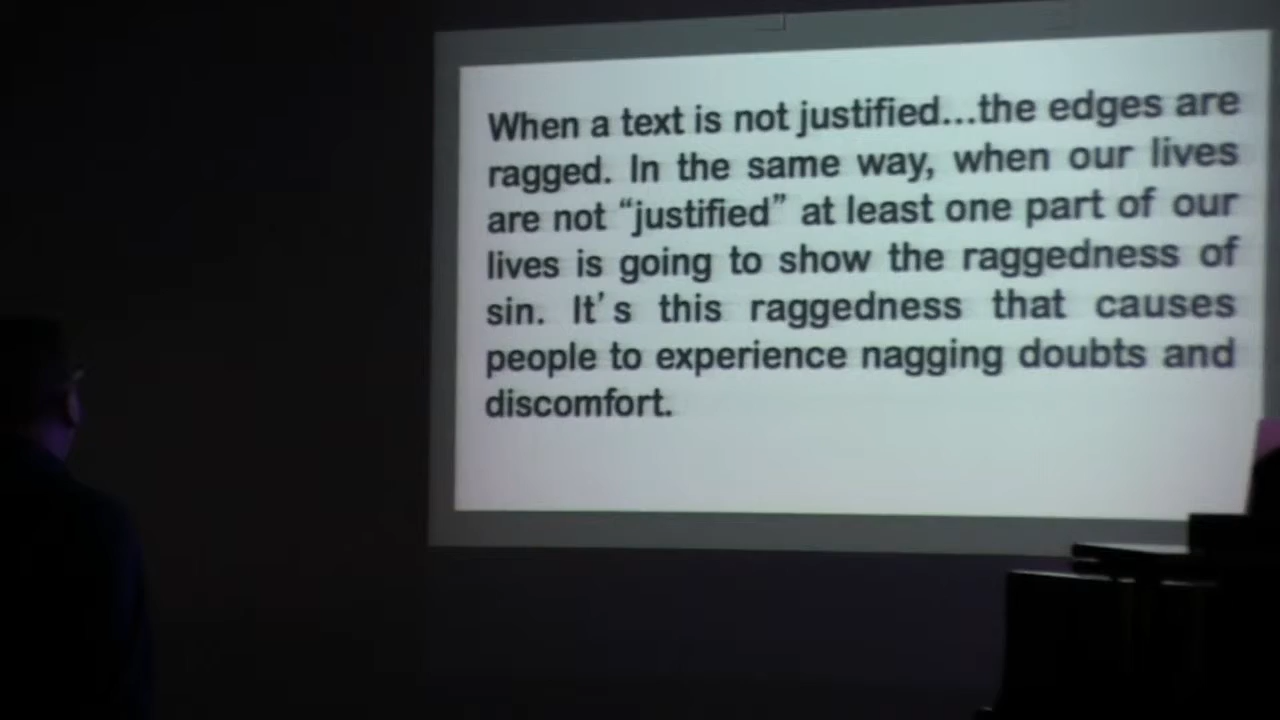 When a text is not justified...the edges are
ragged. In the same way, when our lives
are not “justified” at least one part of our
lives is going to show the raggedness of
sin. It’s this raggedness that causes
people to experience nagging doubts and
discomfort.